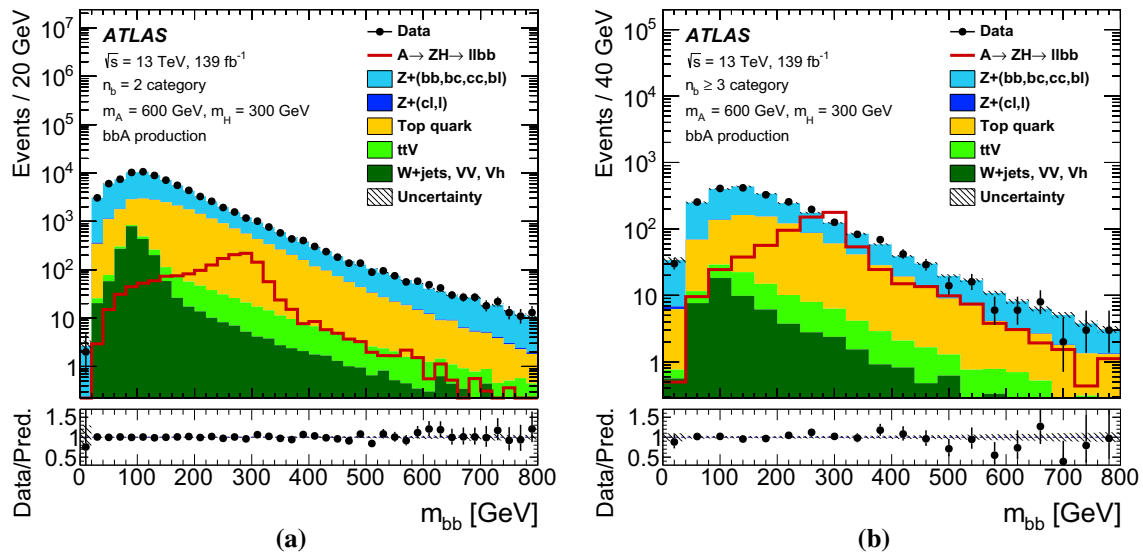 Events / 20 GeV
10⁷
10⁶
10⁵
10⁴
10³
10²
10
1
ATLAS
√s = 13 TeV, 139 fb⁻¹
n_b = 2 category
m_A = 600 GeV, m_H = 300 GeV
bbA production
Data
A→ ZH→ llbb
Z+(bb,bc,cc,bl)
Z+(cl,l)
Top quark
ttV
W+jets, VV, Vh
Uncertainty
Data/Pred.
1.5
1
0.5
0 100 200 300 400 500 600 700 800
m_bb [GeV]
(a)
Events / 40 GeV
10⁵
10⁴
10³
10²
10
1
ATLAS
√s = 13 TeV, 139 fb⁻¹
n_b ≥ 3 category
m_A = 600 GeV, m_H = 300 GeV
bbA production
Data
A→ ZH→ llbb
Z+(bb,bc,cc,bl)
Z+(cl,l)
Top quark
ttV
W+jets, VV, Vh
Uncertainty
Data/Pred.
1.5
1
0.5
0 100 200 300 400 500 600 700 800
m_bb [GeV]
(b)